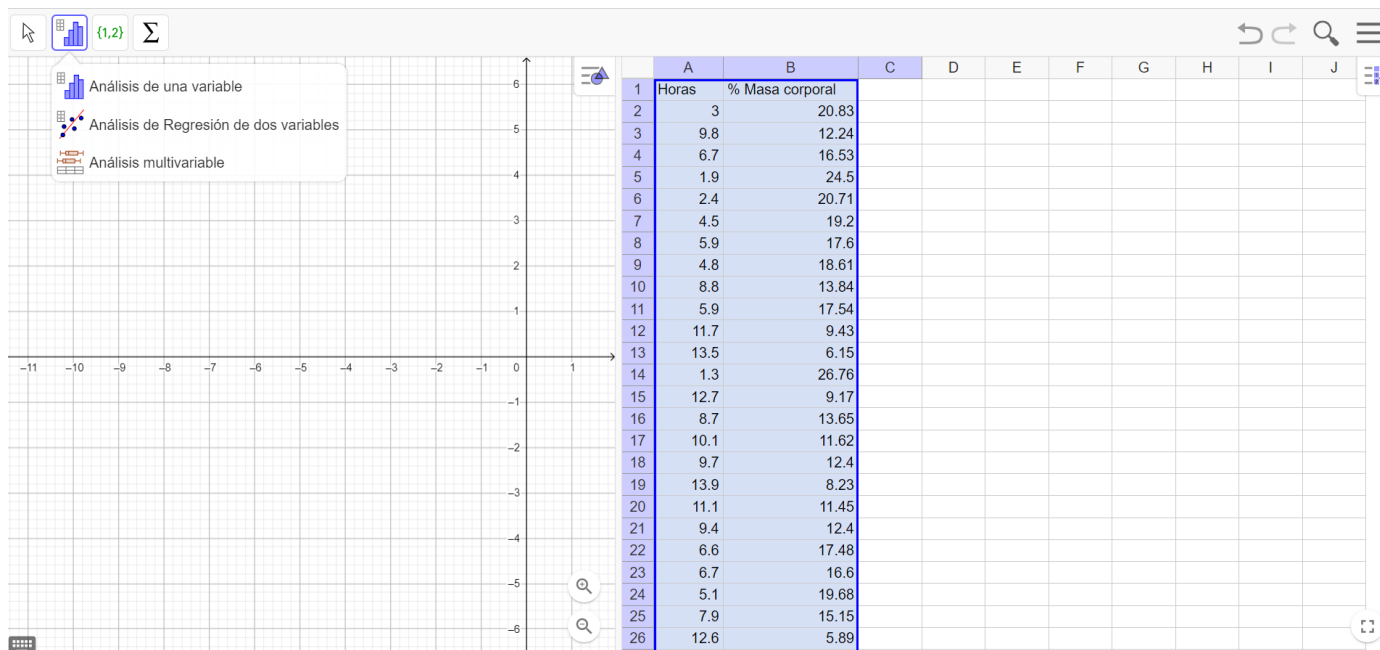 {1,2} Σ
Análisis de una variable
Análisis de Regresión de dos variables
Análisis multivariable
6
5
4
3
2
1
–11 –10 –9 –8 –7 –6 –5 –4 –3 –2 –1 0 1
–1
–2
–3
–4
–5
–6
A B C D E F G H I J
1 Horas % Masa corporal
2 3 20.83
3 9.8 12.24
4 6.7 16.53
5 1.9 24.5
6 2.4 20.71
7 4.5 19.2
8 5.9 17.6
9 4.8 18.61
10 8.8 13.84
11 5.9 17.54
12 11.7 9.43
13 13.5 6.15
14 1.3 26.76
15 12.7 9.17
16 8.7 13.65
17 10.1 11.62
18 9.7 12.4
19 13.9 8.23
20 11.1 11.45
21 9.4 12.4
22 6.6 17.48
23 6.7 16.6
24 5.1 19.68
25 7.9 15.15
26 12.6 5.89